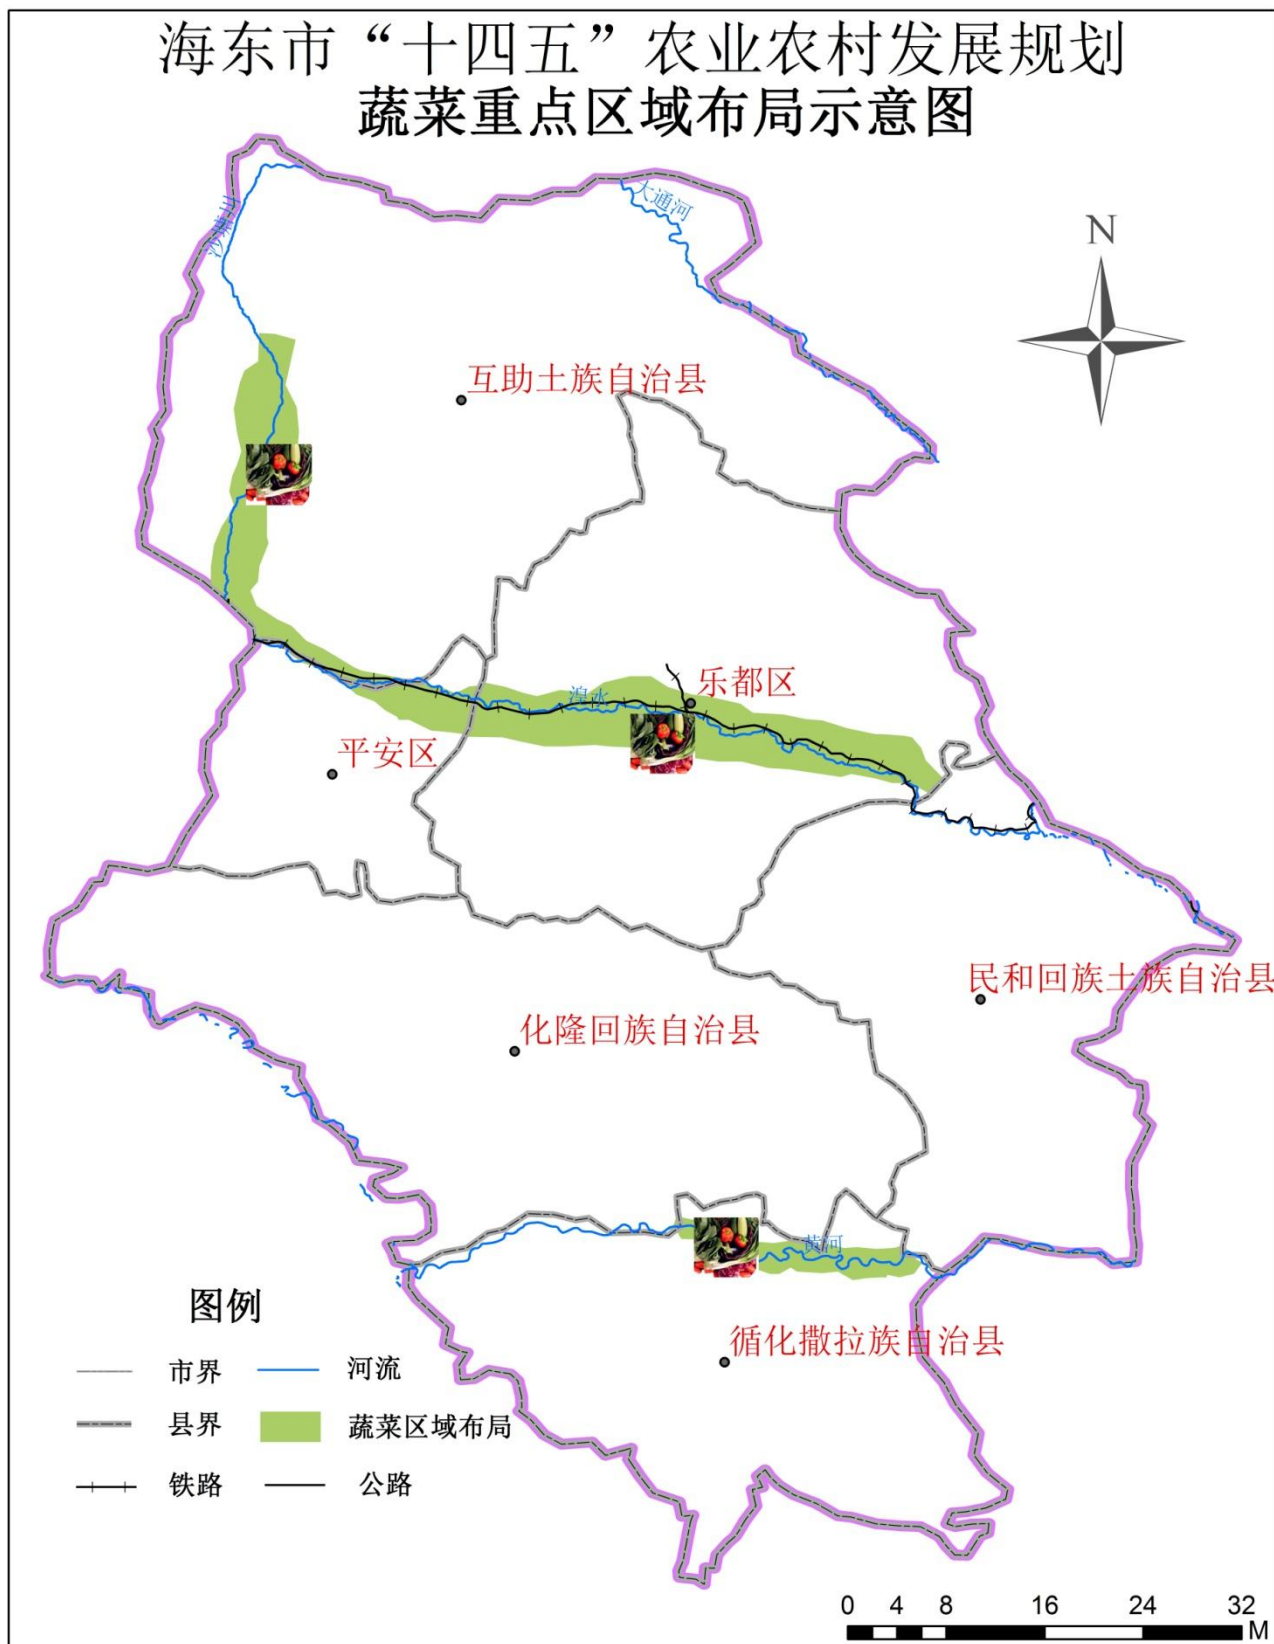 海东市“十四五”农业农村发展规划
蔬菜重点区域布局示意图
大通河
沙塘川
N
互助土族自治县
乐都区
湟水
平安区
民和回族土族自治县
化隆回族自治县
黄河
循化撒拉族自治县
图例
市界
河流
县界
蔬菜区域布局
铁路
公路
0 4 8 16 24 32
M